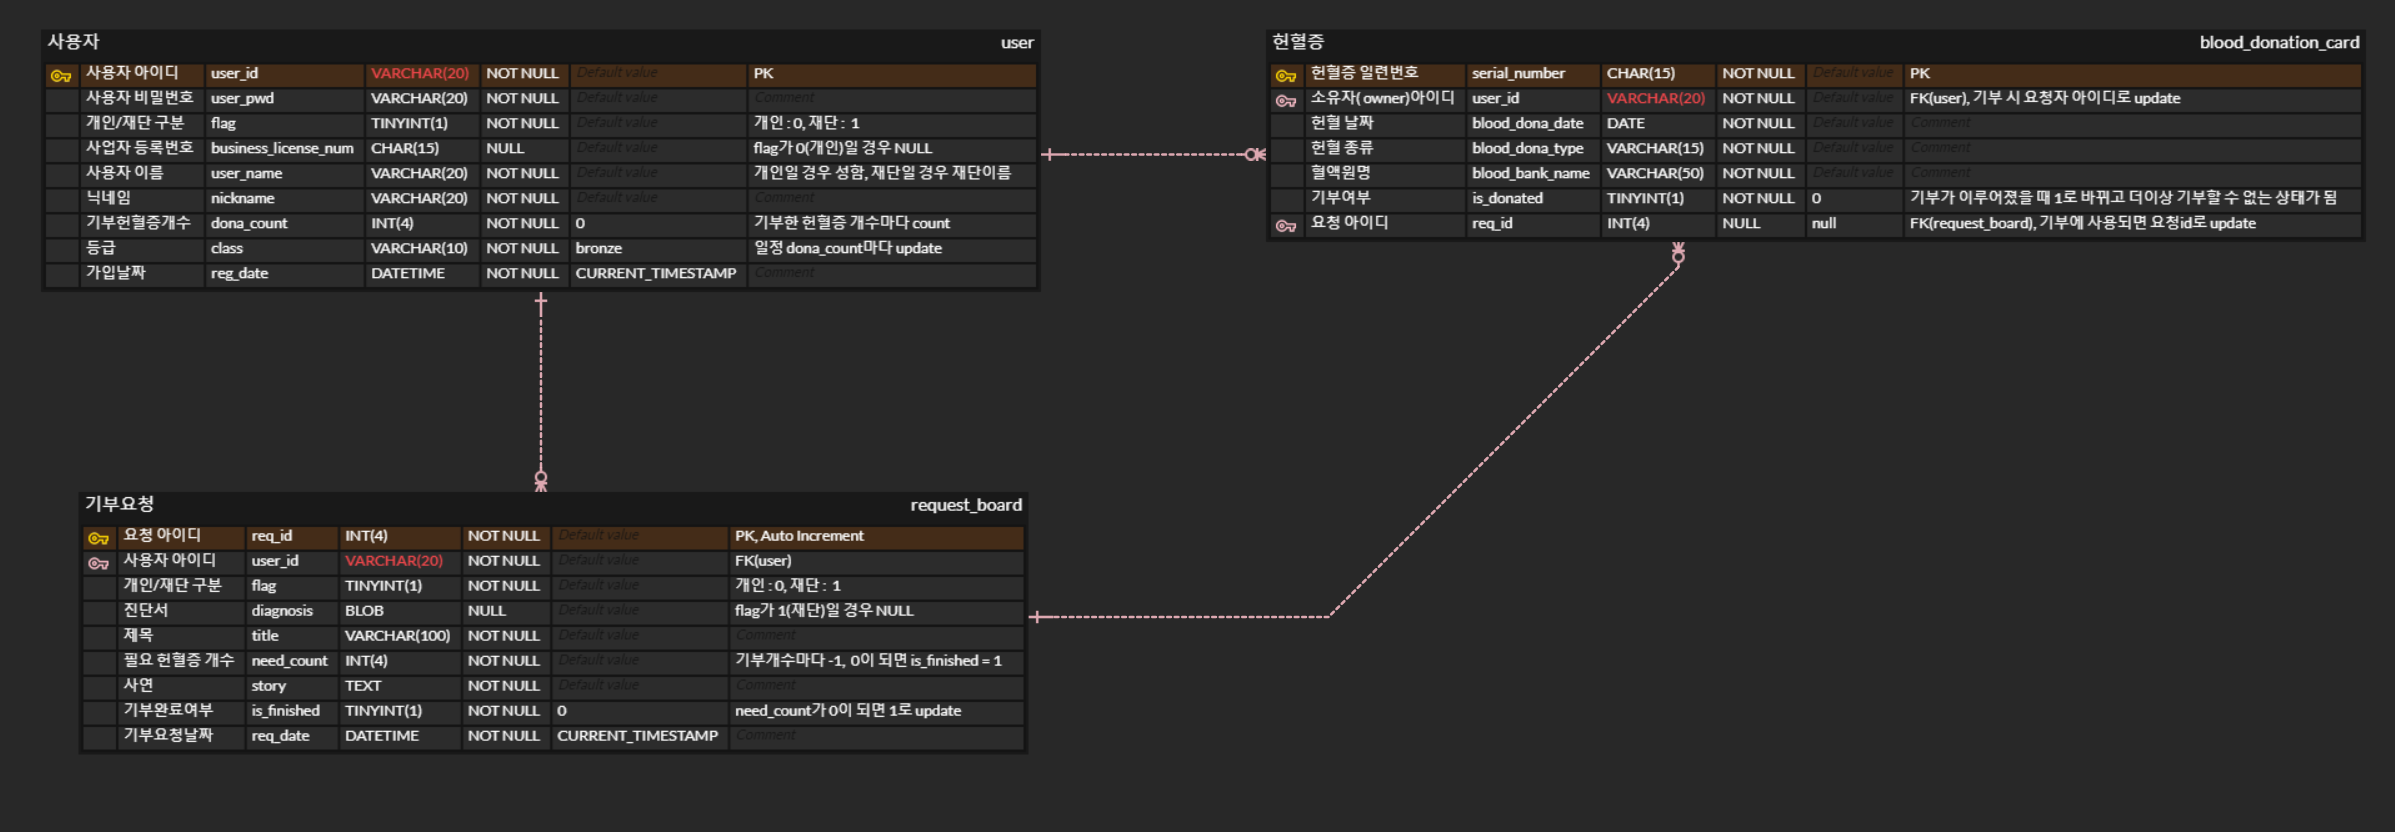 사용자 user
사용자 아이디 user_id VARCHAR(20) NOT NULL Default value PK
사용자 비밀번호 user_pwd VARCHAR(20) NOT NULL Default value Comment
개인/재단 구분 flag TINYINT(1) NOT NULL Default value 개인 : 0, 재단 : 1
사업자 등록번호 business_license_num CHAR(15) NULL Default value flag가 0(개인)일 경우 NULL
사용자 이름 user_name VARCHAR(20) NOT NULL Default value 개인일 경우 성함, 재단일 경우 재단이름
닉네임 nickname VARCHAR(20) NOT NULL Default value Comment
기부헌혈증개수 dona_count INT(4) NOT NULL 0 기부한 헌혈증 개수마다 count
등급 class VARCHAR(10) NOT NULL bronze 일정 dona_count마다 update
가입날짜 reg_date DATETIME NOT NULL CURRENT_TIMESTAMP Comment
헌혈증 blood_donation_card
헌혈증 일련번호 serial_number CHAR(15) NOT NULL Default value PK
소유자( owner)아이디 user_id VARCHAR(20) NOT NULL Default value FK(user), 기부 시 요청자 아이디로 update
헌혈 날짜 blood_dona_date DATE NOT NULL Default value Comment
헌혈 종류 blood_dona_type VARCHAR(15) NOT NULL Default value Comment
혈액원명 blood_bank_name VARCHAR(50) NOT NULL Default value Comment
기부여부 is_donated TINYINT(1) NOT NULL 0 기부가 이루어졌을 때 1로 바뀌고 더이상 기부할 수 없는 상태가 됨
요청 아이디 req_id INT(4) NULL null FK(request_board), 기부에 사용되면 요청id로 update
기부요청 request_board
요청 아이디 req_id INT(4) NOT NULL Default value PK, Auto Increment
사용자 아이디 user_id VARCHAR(20) NOT NULL Default value FK(user)
개인/재단 구분 flag TINYINT(1) NOT NULL Default value 개인 : 0, 재단 : 1
진단서 diagnosis BLOB NULL Default value flag가 1(재단)일 경우 NULL
제목 title VARCHAR(100) NOT NULL Default value Comment
필요 헌혈증 개수 need_count INT(4) NOT NULL Default value 기부개수마다 -1, 0이 되면 is_finished = 1
사연 story TEXT NOT NULL Default value Comment
기부완료여부 is_finished TINYINT(1) NOT NULL 0 need_count가 0이 되면 1로 update
기부요청날짜 req_date DATETIME NOT NULL CURRENT_TIMESTAMP Comment